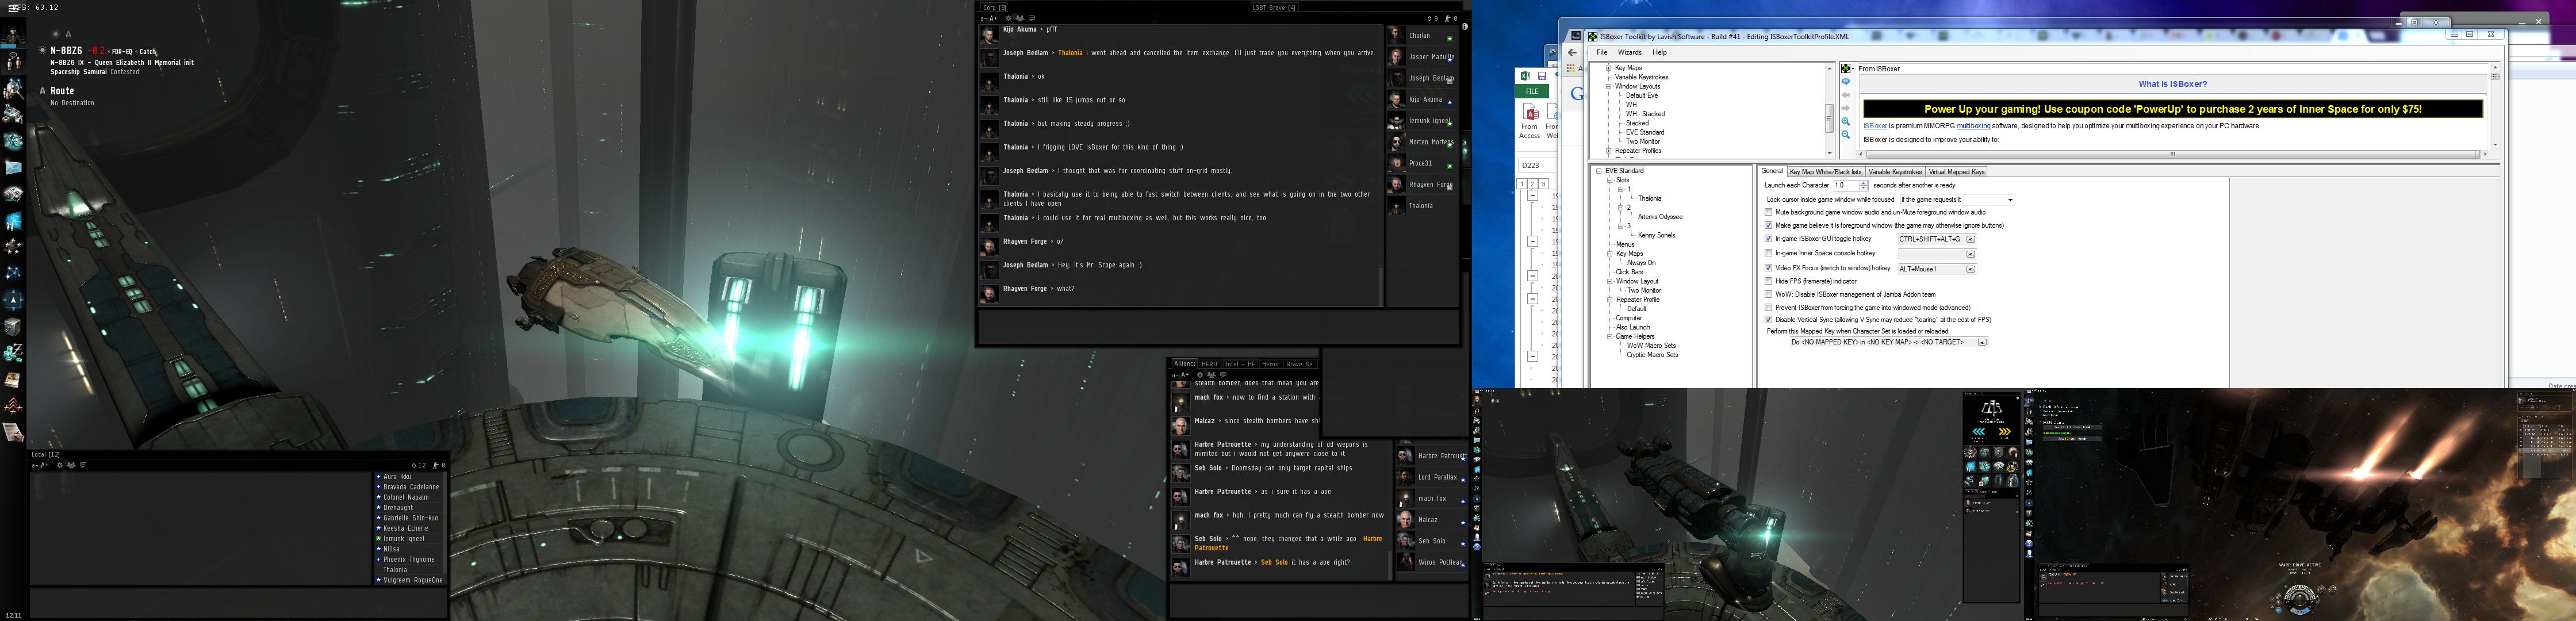 FPS: 63.12
N-8BZ6 -0.2 < FDR-EQ < Catch
N-8BZ6 IX - Queen Elizabeth II Memorial init
Spaceship Samurai Contested
Route
No Destination
Local [12]
0 12 0
Aura Ikku
Bravada Cadelanne
Colonel Napalm
Drenaught
Gabrielle Shin-kuo
Keesha Echerie
lemunk igneel
Nilisa
Phoenix Thynome
Thalonia
Vulgreem RogueOne
12:11
Corp [9]
LGBT Brave [4]
a- A+
0 0 0
Kijo Akuma > pfff
Joseph Bedlam > Thalonia I went ahead and cancelled the item exchange, I'll just trade you everything when you arrive.
Thalonia > ok
Thalonia > still like 15 jumps out or so
Thalonia > but making steady progress :)
Thalonia > I frigging LOVE IsBoxer for this kind of thing ;)
Joseph Bedlam > I thought that was for coordinating stuff on-grid mostly.
Thalonia > I basically use it to being able to fast switch between clients, and see what is going on in the two other
clients I have open
Thalonia > I could use it for real multiboxing as well, but this works really nice, too
Rhayven Forge > o/
Joseph Bedlam > Hey, it's Mr. Scope again :)
Rhayven Forge > what?
Chailan
Jasper Madulie
Joseph Bedlam
Kijo Akuma
lemunk igneel
Morten Mortens
Proce31
Rhayven Forge
Thalonia
Alliance HERO Intel - HE Heroic Brave Se
a- A+
stealth bomber, does that mean you are
mach fox > now to find a station with
Malcaz > since stealth bombers have shi
Harbre Patrouette > my understanding of dd wepons is
mimited but i would not get anywere close to it
Seb Solo > Doomsday can only target capital ships
Harbre Patrouette > as i sure it has a aoe
mach fox > huh, i pretty much can fly a stealth bomber now
Seb Solo > ^^ nope, they changed that a while ago Harbre
Patrouette
Harbre Patrouette > Seb Solo it has a aoe right?
Harbre Patrouett
Lord Parallax
mach fox
Malcaz
Seb Solo
Wiros PotHead
FILE
From
Access
From
We
D223
1 2 3
ISBoxer Toolkit by Lavish Software - Build #41 - Editing ISBoxerToolkitProfile.XML
File Wizards Help
Key Maps
Variable Keystrokes
Window Layouts
Default Eve
WH
WH - Stacked
Stacked
EVE Standard
Two Monitor
Repeater Profiles
From ISBoxer
What is ISBoxer?
Power Up your gaming! Use coupon code 'PowerUp' to purchase 2 years of Inner Space for only $75!
ISBoxer is premium MMORPG multiboxing software, designed to help you optimize your multiboxing experience on your PC hardware.
ISBoxer is designed to improve your ability to:
EVE Standard
Slots
1
Thalonia
2
Artemis Odyssee
3
Kenny Sonels
Menus
Key Maps
Always On
Click Bars
Window Layout
Two Monitor
Repeater Profile
Default
Computer
Also Launch
Game Helpers
WoW Macro Sets
Cryptic Macro Sets
General Key Map White/Black lists Variable Keystrokes Virtual Mapped Keys
Launch each Character 1.0 seconds after another is ready
Lock cursor inside game window while focused if the game requests it
Mute background game window audio and un-Mute foreground window audio
Make game believe it is foreground window (the game may otherwise ignore buttons)
In-game ISBoxer GUI toggle hotkey CTRL+SHIFT+ALT+G
In-game Inner Space console hotkey
Video FX Focus (switch to window) hotkey ALT+Mouse1
Hide FPS (framerate) indicator
WoW: Disable ISBoxer management of Jamba Addon team
Prevent ISBoxer from forcing the game into windowed mode (advanced)
Disable Vertical Sync (allowing V-Sync may reduce "tearing" at the cost of FPS)
Perform this Mapped Key when Character Set is loaded or reloaded
Do <NO MAPPED KEY> in <NO KEY MAP> -> <NO TARGET>
Date crea
WARP DRIVE ACTIVE